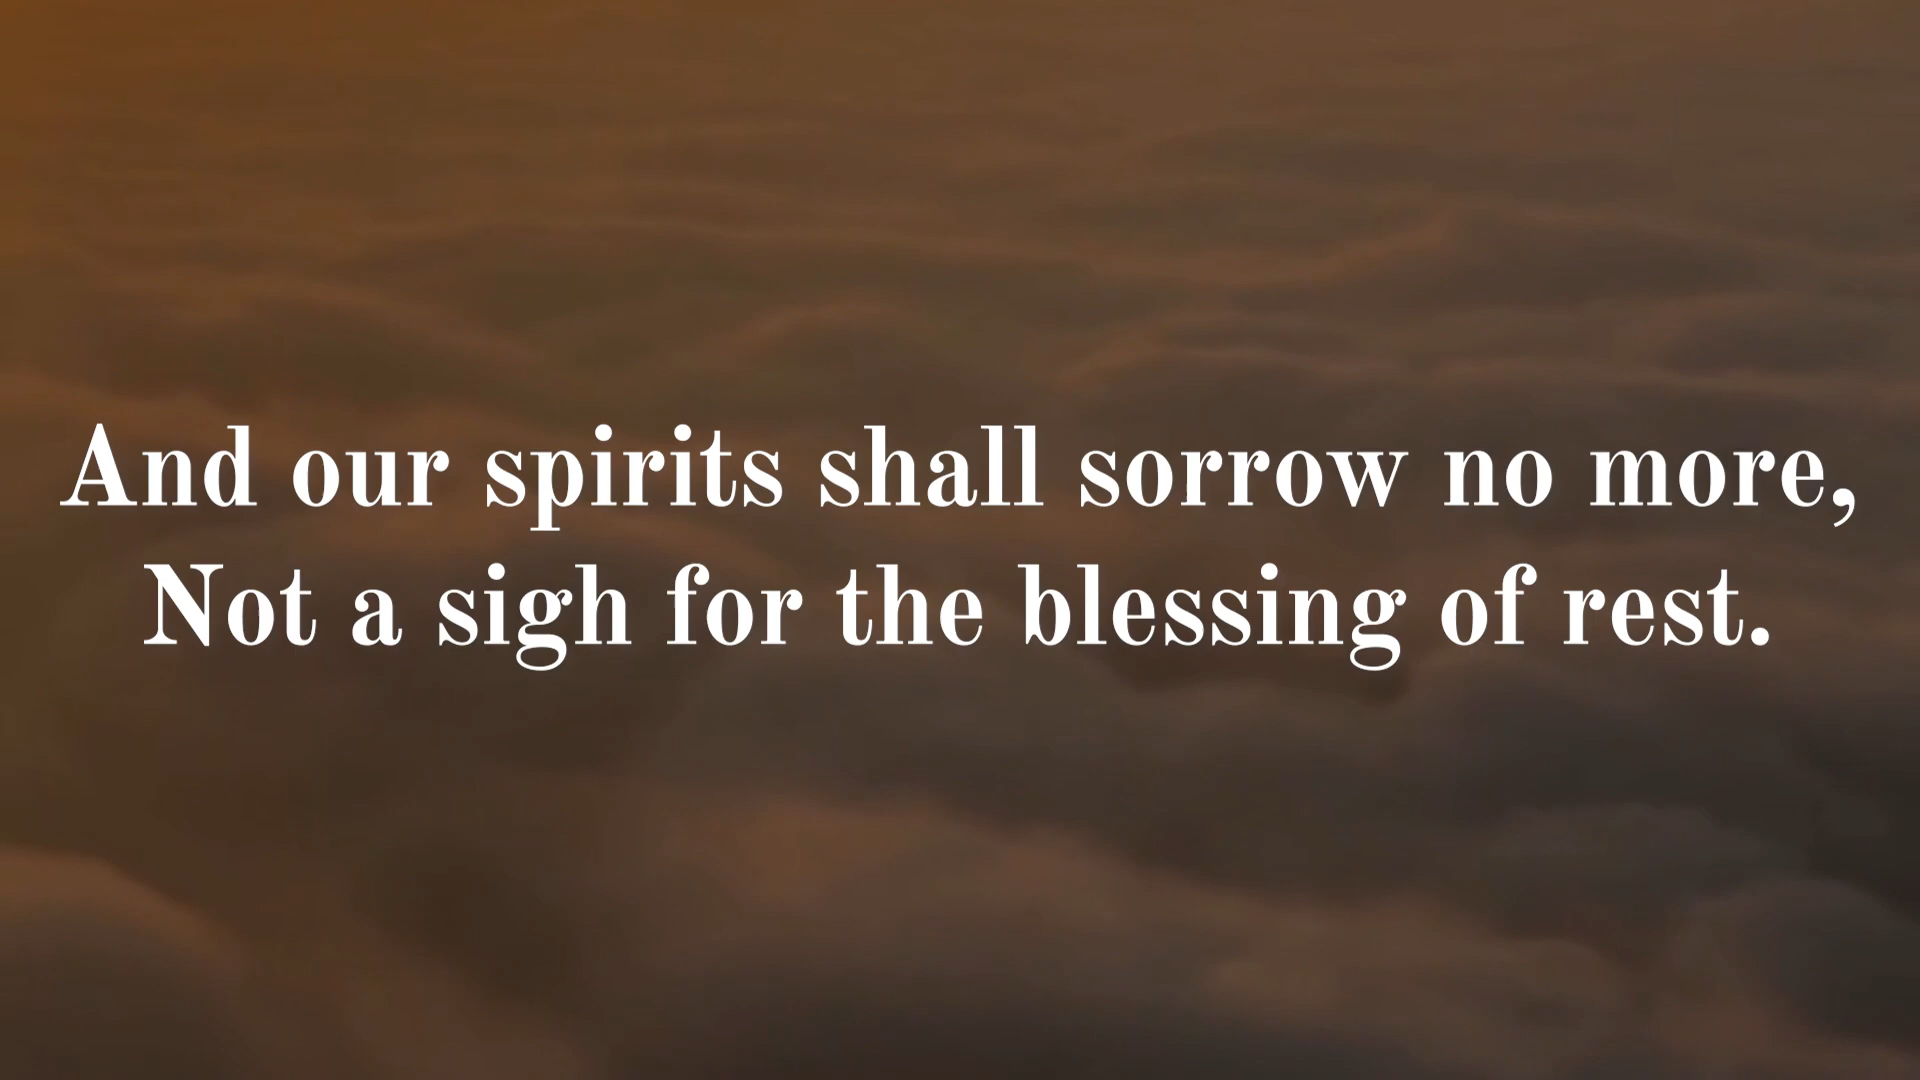 And our spirits shall sorrow no more,
Not a sigh for the blessing of rest.